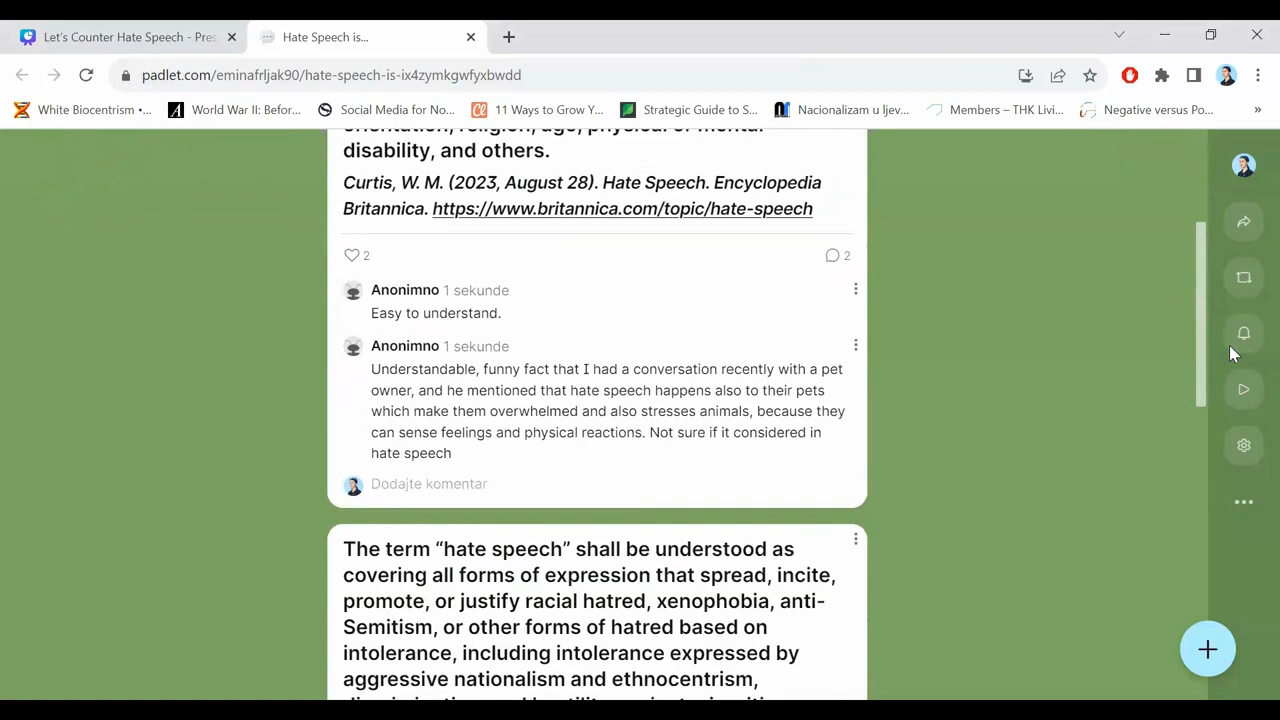 Let's Counter Hate Speech - Pres
Hate Speech is...
padlet.com/eminafrljak90/hate-speech-is-ix4zymkgwfyxbwdd
White Biocentrism •...
World War II: Befor...
Social Media for No...
11 Ways to Grow Y...
Strategic Guide to S...
Nacionalizam u ljev...
Members – THK Livi...
Negative versus Po...
»
orientation, religion, age, physical or mental
disability, and others.
Curtis, W. M. (2023, August 28). Hate Speech. Encyclopedia
Britannica. https://www.britannica.com/topic/hate-speech
2
2
Anonimno 1 sekunde
Easy to understand.
Anonimno 1 sekunde
Understandable, funny fact that I had a conversation recently with a pet
owner, and he mentioned that hate speech happens also to their pets
which make them overwhelmed and also stresses animals, because they
can sense feelings and physical reactions. Not sure if it considered in
hate speech
Dodajte komentar
The term “hate speech” shall be understood as
covering all forms of expression that spread, incite,
promote, or justify racial hatred, xenophobia, anti-
Semitism, or other forms of hatred based on
intolerance, including intolerance expressed by
aggressive nationalism and ethnocentrism,